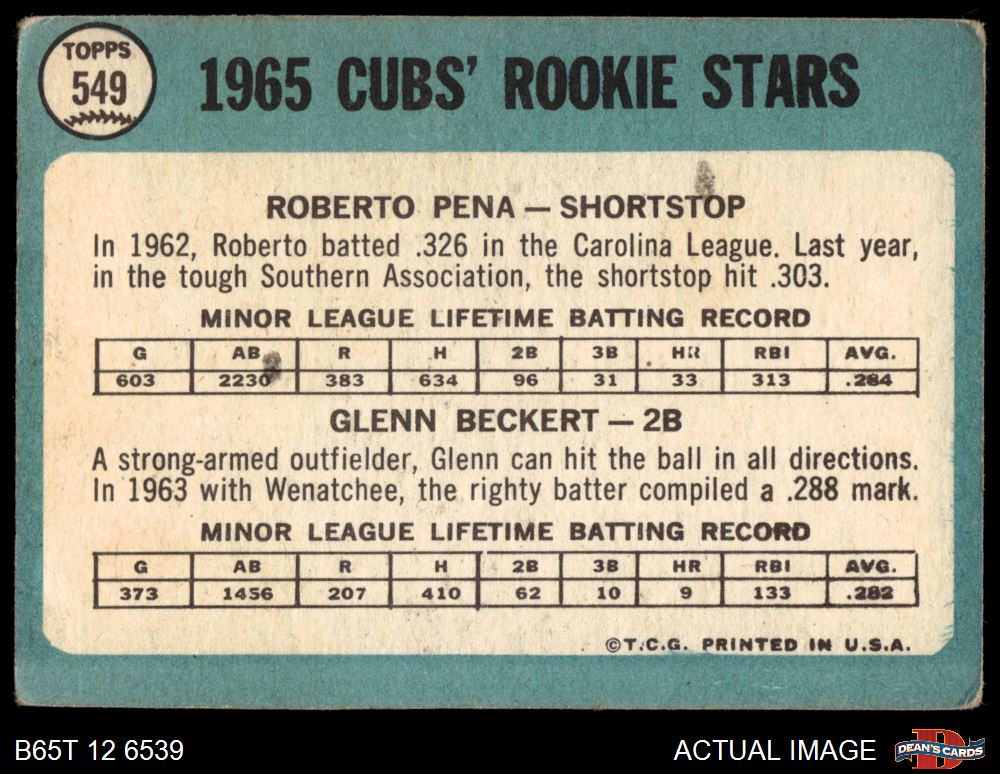 TOPPS
549
1965 CUBS' ROOKIE STARS
ROBERTO PENA — SHORTSTOP
In 1962, Roberto batted .326 in the Carolina League. Last year,
in the tough Southern Association, the shortstop hit .303.
MINOR LEAGUE LIFETIME BATTING RECORD
G AB R H 2B 3B HR RBI AVG.
603 2230 383 634 96 31 33 313 .284
GLENN BECKERT — 2B
A strong-armed outfielder, Glenn can hit the ball in all directions.
In 1963 with Wenatchee, the righty batter compiled a .288 mark.
MINOR LEAGUE LIFETIME BATTING RECORD
G AB R H 2B 3B HR RBI AVG.
373 1456 207 410 62 10 9 133 .282
©T.C.G. PRINTED IN U.S.A.
B65T 12 6539
ACTUAL IMAGE
DEAN'S CARDS